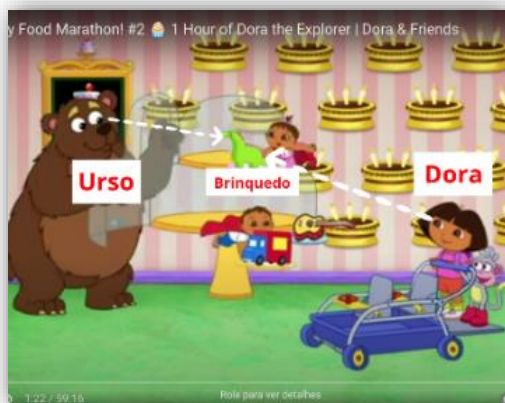 y Food Marathon! #2 🧁 1 Hour of Dora the Explorer | Dora & Friends
Urso
Brinquedo
Dora
1:22 / 59:16
Role para ver detalhes